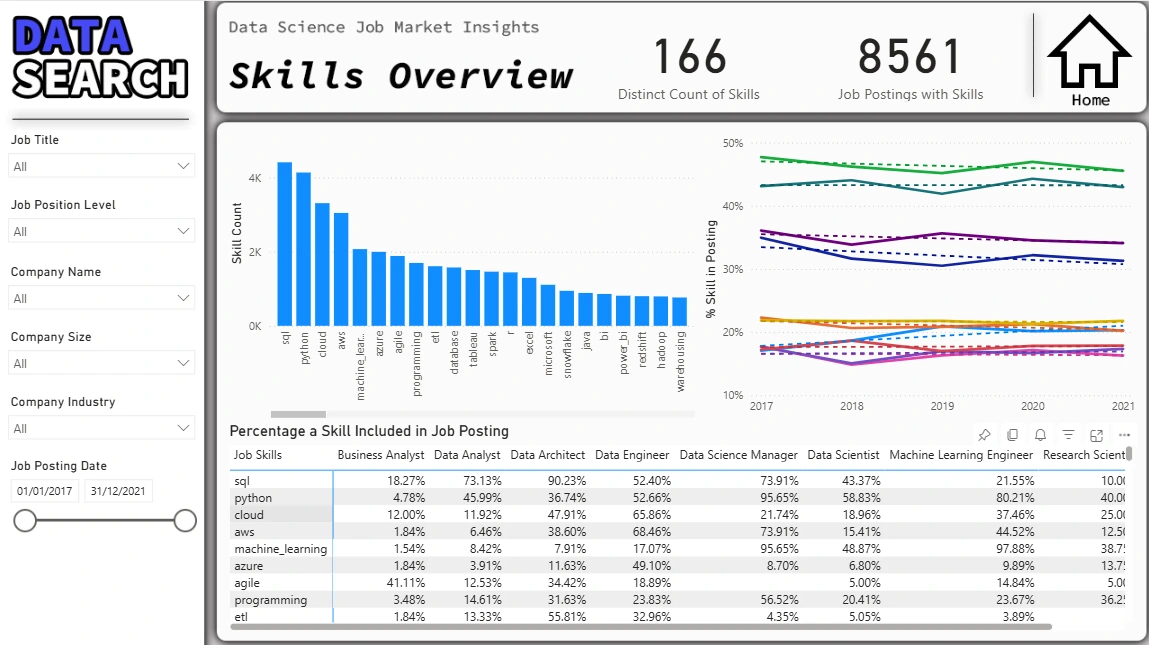 DATA
SEARCH
Job Title
All
Job Position Level
All
Company Name
All
Company Size
All
Company Industry
All
Job Posting Date
01/01/2017 31/12/2021
Data Science Job Market Insights
Skills Overview
166
Distinct Count of Skills
8561
Job Postings with Skills
Home
Skill Count
4K
2K
0K
sql
python
cloud
aws
machine_lear..
azure
agile
programming
etl
database
tableau
spark
r
excel
microsoft
snowflake
java
bi
power_bi
redshift
hadoop
warehousing
% Skill in Posting
50%
40%
30%
20%
10%
2017 2018 2019 2020 2021
Percentage a Skill Included in Job Posting
Job Skills Business Analyst Data Analyst Data Architect Data Engineer Data Science Manager Data Scientist Machine Learning Engineer Research Scient
sql 18.27% 73.13% 90.23% 52.40% 73.91% 43.37% 21.55% 10.00
python 4.78% 45.99% 36.74% 52.66% 95.65% 58.83% 80.21% 40.00
cloud 12.00% 11.92% 47.91% 65.86% 21.74% 18.96% 37.46% 25.00
aws 1.84% 6.46% 38.60% 68.46% 73.91% 15.41% 44.52% 12.50
machine_learning 1.54% 8.42% 7.91% 17.07% 95.65% 48.87% 97.88% 38.75
azure 1.84% 3.91% 11.63% 49.10% 8.70% 6.80% 9.89% 13.75
agile 41.11% 12.53% 34.42% 18.89% 5.00% 14.84% 5.00
programming 3.48% 14.61% 31.63% 23.83% 56.52% 20.41% 23.67% 36.25
etl 1.84% 13.33% 55.81% 32.96% 4.35% 5.05% 3.89%